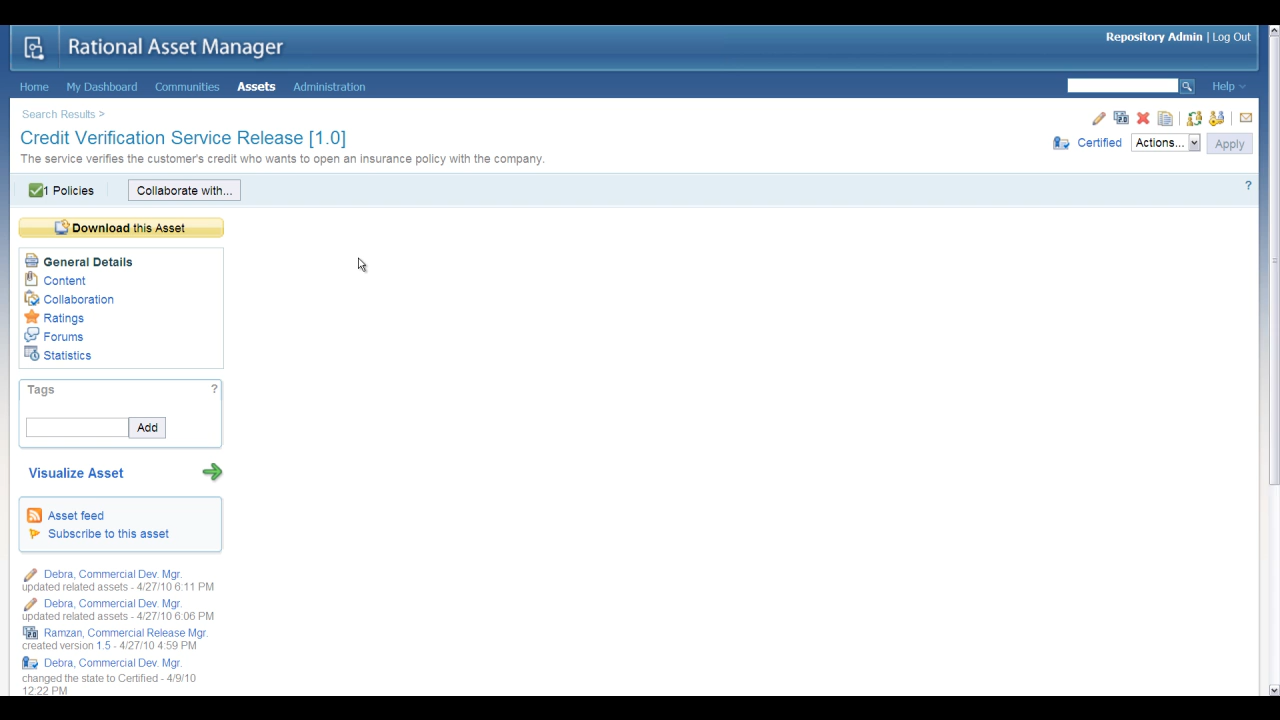 Repository Admin | Log Out
Rational Asset Manager
Home My Dashboard Communities Assets Administration Help
Search Results >
Credit Verification Service Release [1.0]
Certified Actions... Apply
The service verifies the customer's credit who wants to open an insurance policy with the company.
1 Policies Collaborate with... ?
Download this Asset
General Details
Content
Collaboration
Ratings
Forums
Statistics
Tags ?
Add
Visualize Asset
Asset feed
Subscribe to this asset
Debra, Commercial Dev. Mgr.
updated related assets - 4/27/10 6:11 PM
Debra, Commercial Dev. Mgr.
updated related assets - 4/27/10 6:06 PM
Ramzan, Commercial Release Mgr.
created version 1.5 - 4/27/10 4:59 PM
Debra, Commercial Dev. Mgr.
changed the state to Certified - 4/9/10
12:22 PM